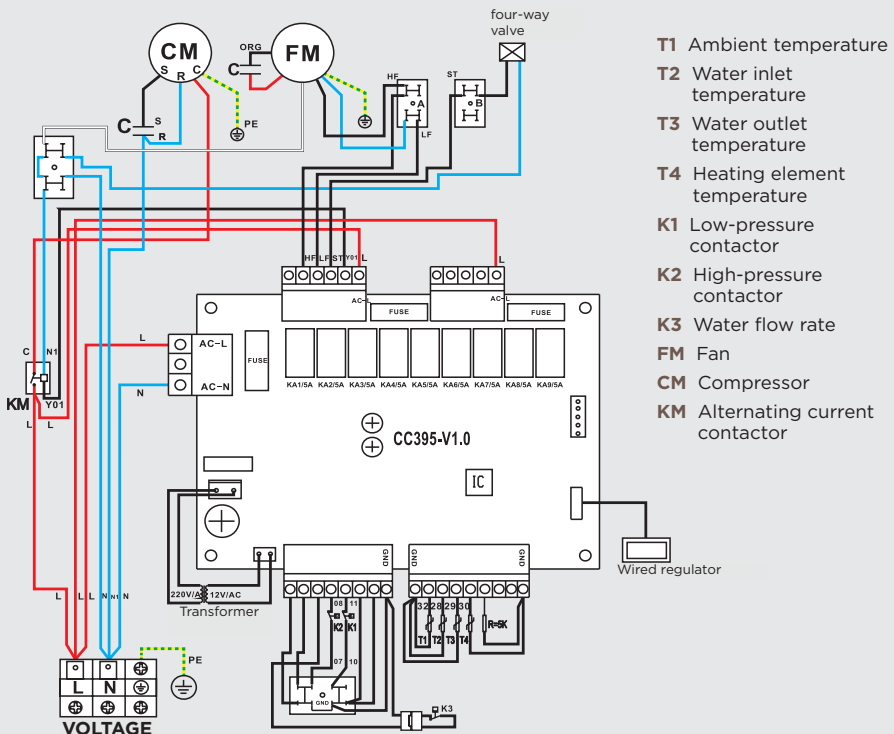 four-way
valve
CM
S
R
C
ORG
C
FM
HF
A
LF
ST
B
PE
C
S
R
T1 Ambient temperature
T2 Water inlet
temperature
T3 Water outlet
temperature
T4 Heating element
temperature
K1 Low-pressure
contactor
K2 High-pressure
contactor
K3 Water flow rate
FM Fan
CM Compressor
KM Alternating current
contactor
HF LF ST Y01 L
L
AC-L
AC-L
FUSE
FUSE
FUSE
L
AC-L
AC-N
N
KA1/5A KA2/5A KA3/5A KA4/5A KA5/5A KA6/5A KA7/5A KA8/5A KA9/5A
C N1
KM Y01
L L
CC395-V1.0
IC
Wired regulator
220V/A 12V/AC
Transformer
GND
GND
08 11
K2 K1
07 10
GND
K3
32 28 29 30
T1 T2 T3 T4
R=5K
L L L N N1 N
PE
L N
VOLTAGE